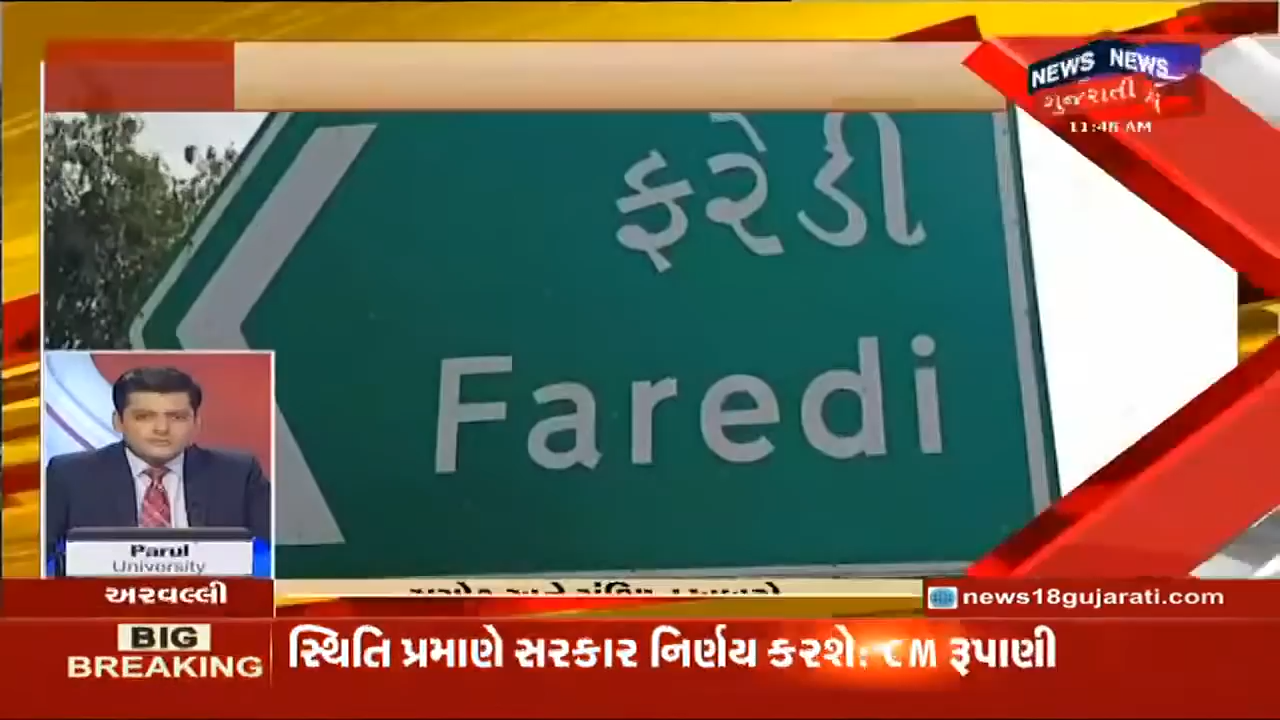 NEWS NEWS
ગુજરાતી
11:46 AM
ફરેડી
Faredi
Parul
University
અરવલ્લી
news18gujarati.com
BIG
BREAKING
સ્થિતિ પ્રમાણે સરકાર નિર્ણય કરશે: CM રૂપાણી